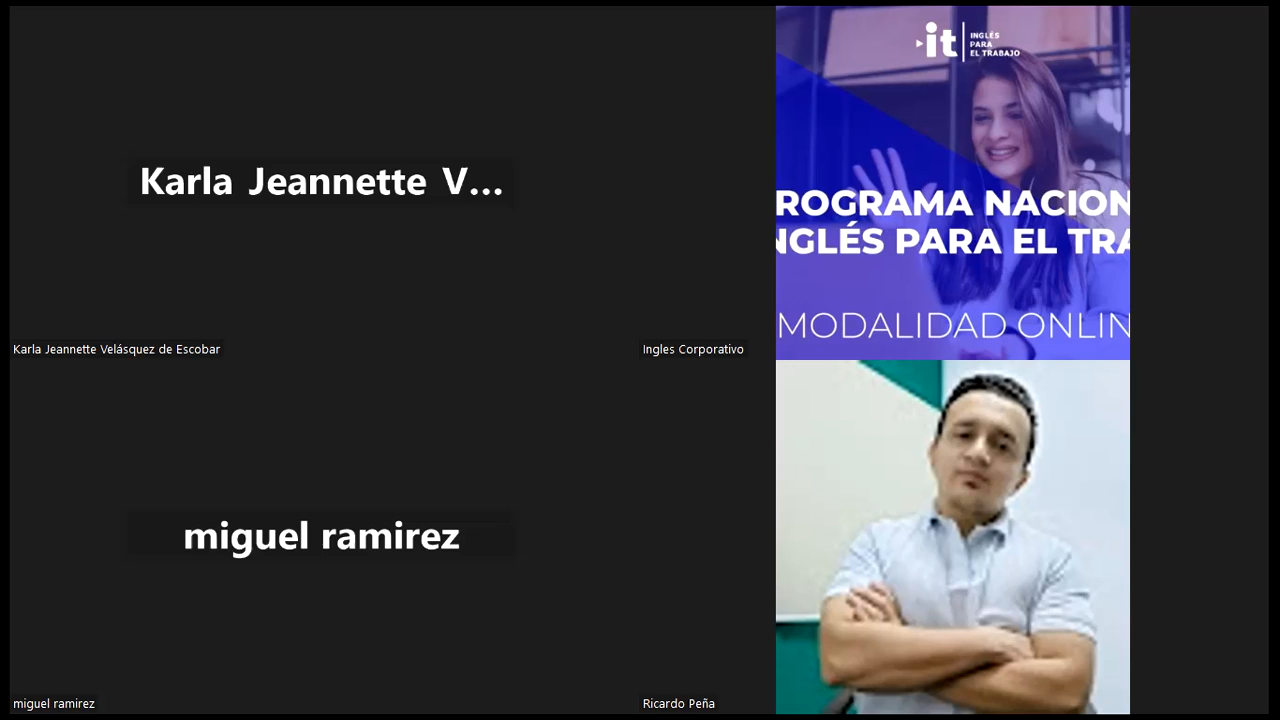 Karla Jeannette V...
Karla Jeannette Velásquez de Escobar
it
INGLÉS
PARA
EL TRABAJO
ROGRAMA NACION
NGLÉS PARA EL TRA
MODALIDAD ONLIN
Ingles Corporativo
miguel ramirez
miguel ramirez
Ricardo Peña